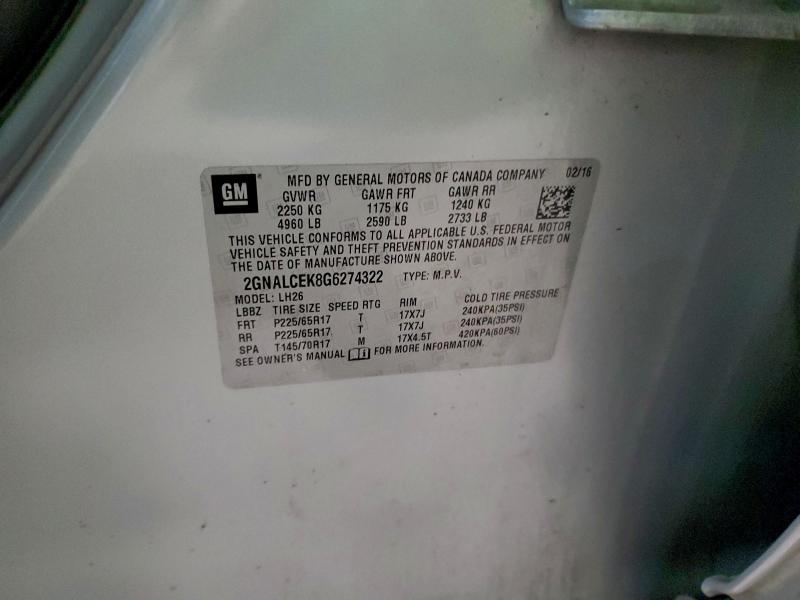 GM MFD BY GENERAL MOTORS OF CANADA COMPANY 02/16
GVWR GAWR FRT GAWR RR
2250 KG 1175 KG 1240 KG
4960 LB 2590 LB 2733 LB
THIS VEHICLE CONFORMS TO ALL APPLICABLE U.S. FEDERAL MOTOR
VEHICLE SAFETY AND THEFT PREVENTION STANDARDS IN EFFECT ON
THE DATE OF MANUFACTURE SHOWN ABOVE.
2GNALCEK8G6274322 TYPE: M.P.V.
MODEL: LH26
LBBZ TIRE SIZE SPEED RTG RIM COLD TIRE PRESSURE
FRT P225/65R17 T 17X7J 240KPA(35PSI)
RR P225/65R17 T 17X7J 240KPA(35PSI)
SPA T145/70R17 M 17X4.5T 420KPA(60PSI)
SEE OWNER'S MANUAL FOR MORE INFORMATION.